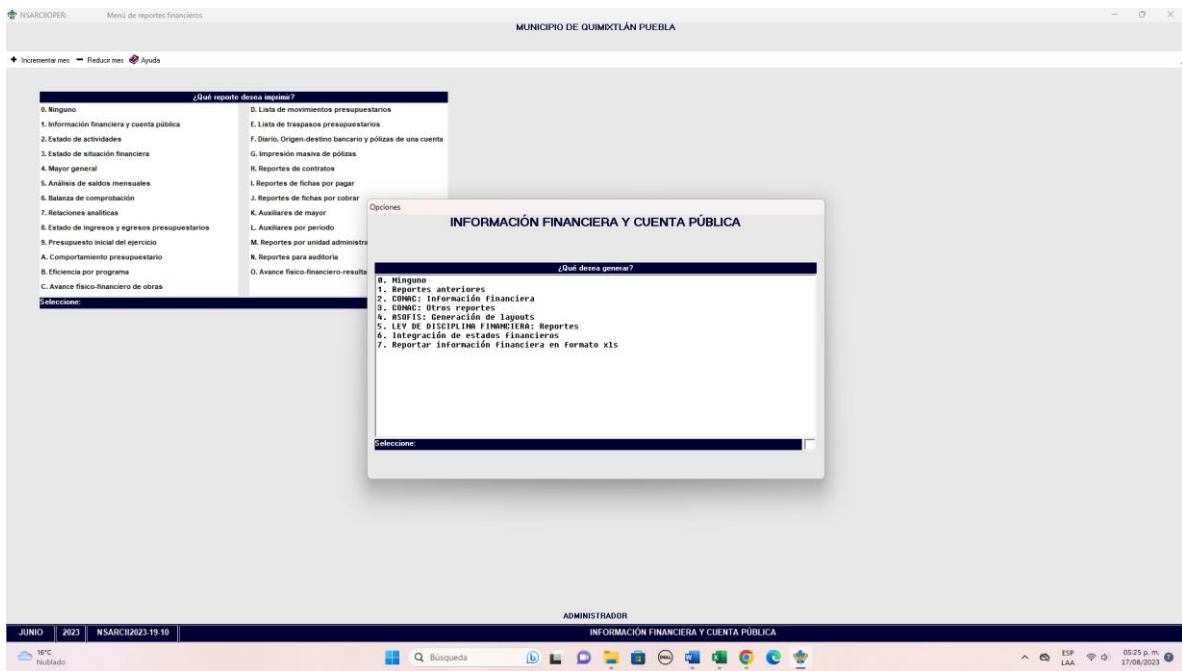 NSARCIIOPER: Menú de reportes financieros
MUNICIPIO DE QUIMIXTLÁN PUEBLA
Incrementar mes Reducir mes Ayuda
¿Qué reporte desea imprimir?
0. Ninguno
1. Información financiera y cuenta pública
2. Estado de actividades
3. Estado de situación financiera
4. Mayor general
5. Análisis de saldos mensuales
6. Balanza de comprobación
7. Relaciones analíticas
8. Estado de ingresos y egresos presupuestarios
9. Presupuesto inicial del ejercicio
A. Comportamiento presupuestario
B. Eficiencia por programa
C. Avance físico-financiero de obras
D. Lista de movimientos presupuestarios
E. Lista de traspasos presupuestarios
F. Diario, Origen-destino bancario y pólizas de una cuenta
G. Impresión masiva de pólizas
H. Reportes de contratos
I. Reportes de fichas por pagar
J. Reportes de fichas por cobrar
K. Auxiliares de mayor
L. Auxiliares por periodo
M. Reportes por unidad administra
N. Reportes para auditoría
O. Avance físico-financiero-resulta
Seleccione:
Opciones
INFORMACIÓN FINANCIERA Y CUENTA PÚBLICA
¿Qué desea generar?
0. Ninguno
1. Reportes anteriores
2. CONAC: Información financiera
3. CONAC: Otros reportes
4. ASOFIS: Generación de layouts
5. LEY DE DISCIPLINA FINANCIERA: Reportes
6. Integración de estados financieros
7. Reportar información financiera en formato xls
Seleccione:
ADMINISTRADOR
JUNIO 2023 NSARCII2023-19-10 INFORMACIÓN FINANCIERA Y CUENTA PÚBLICA
16°C
Nublado
Búsqueda
ESP
LAA
05:25 p. m.
17/08/2023